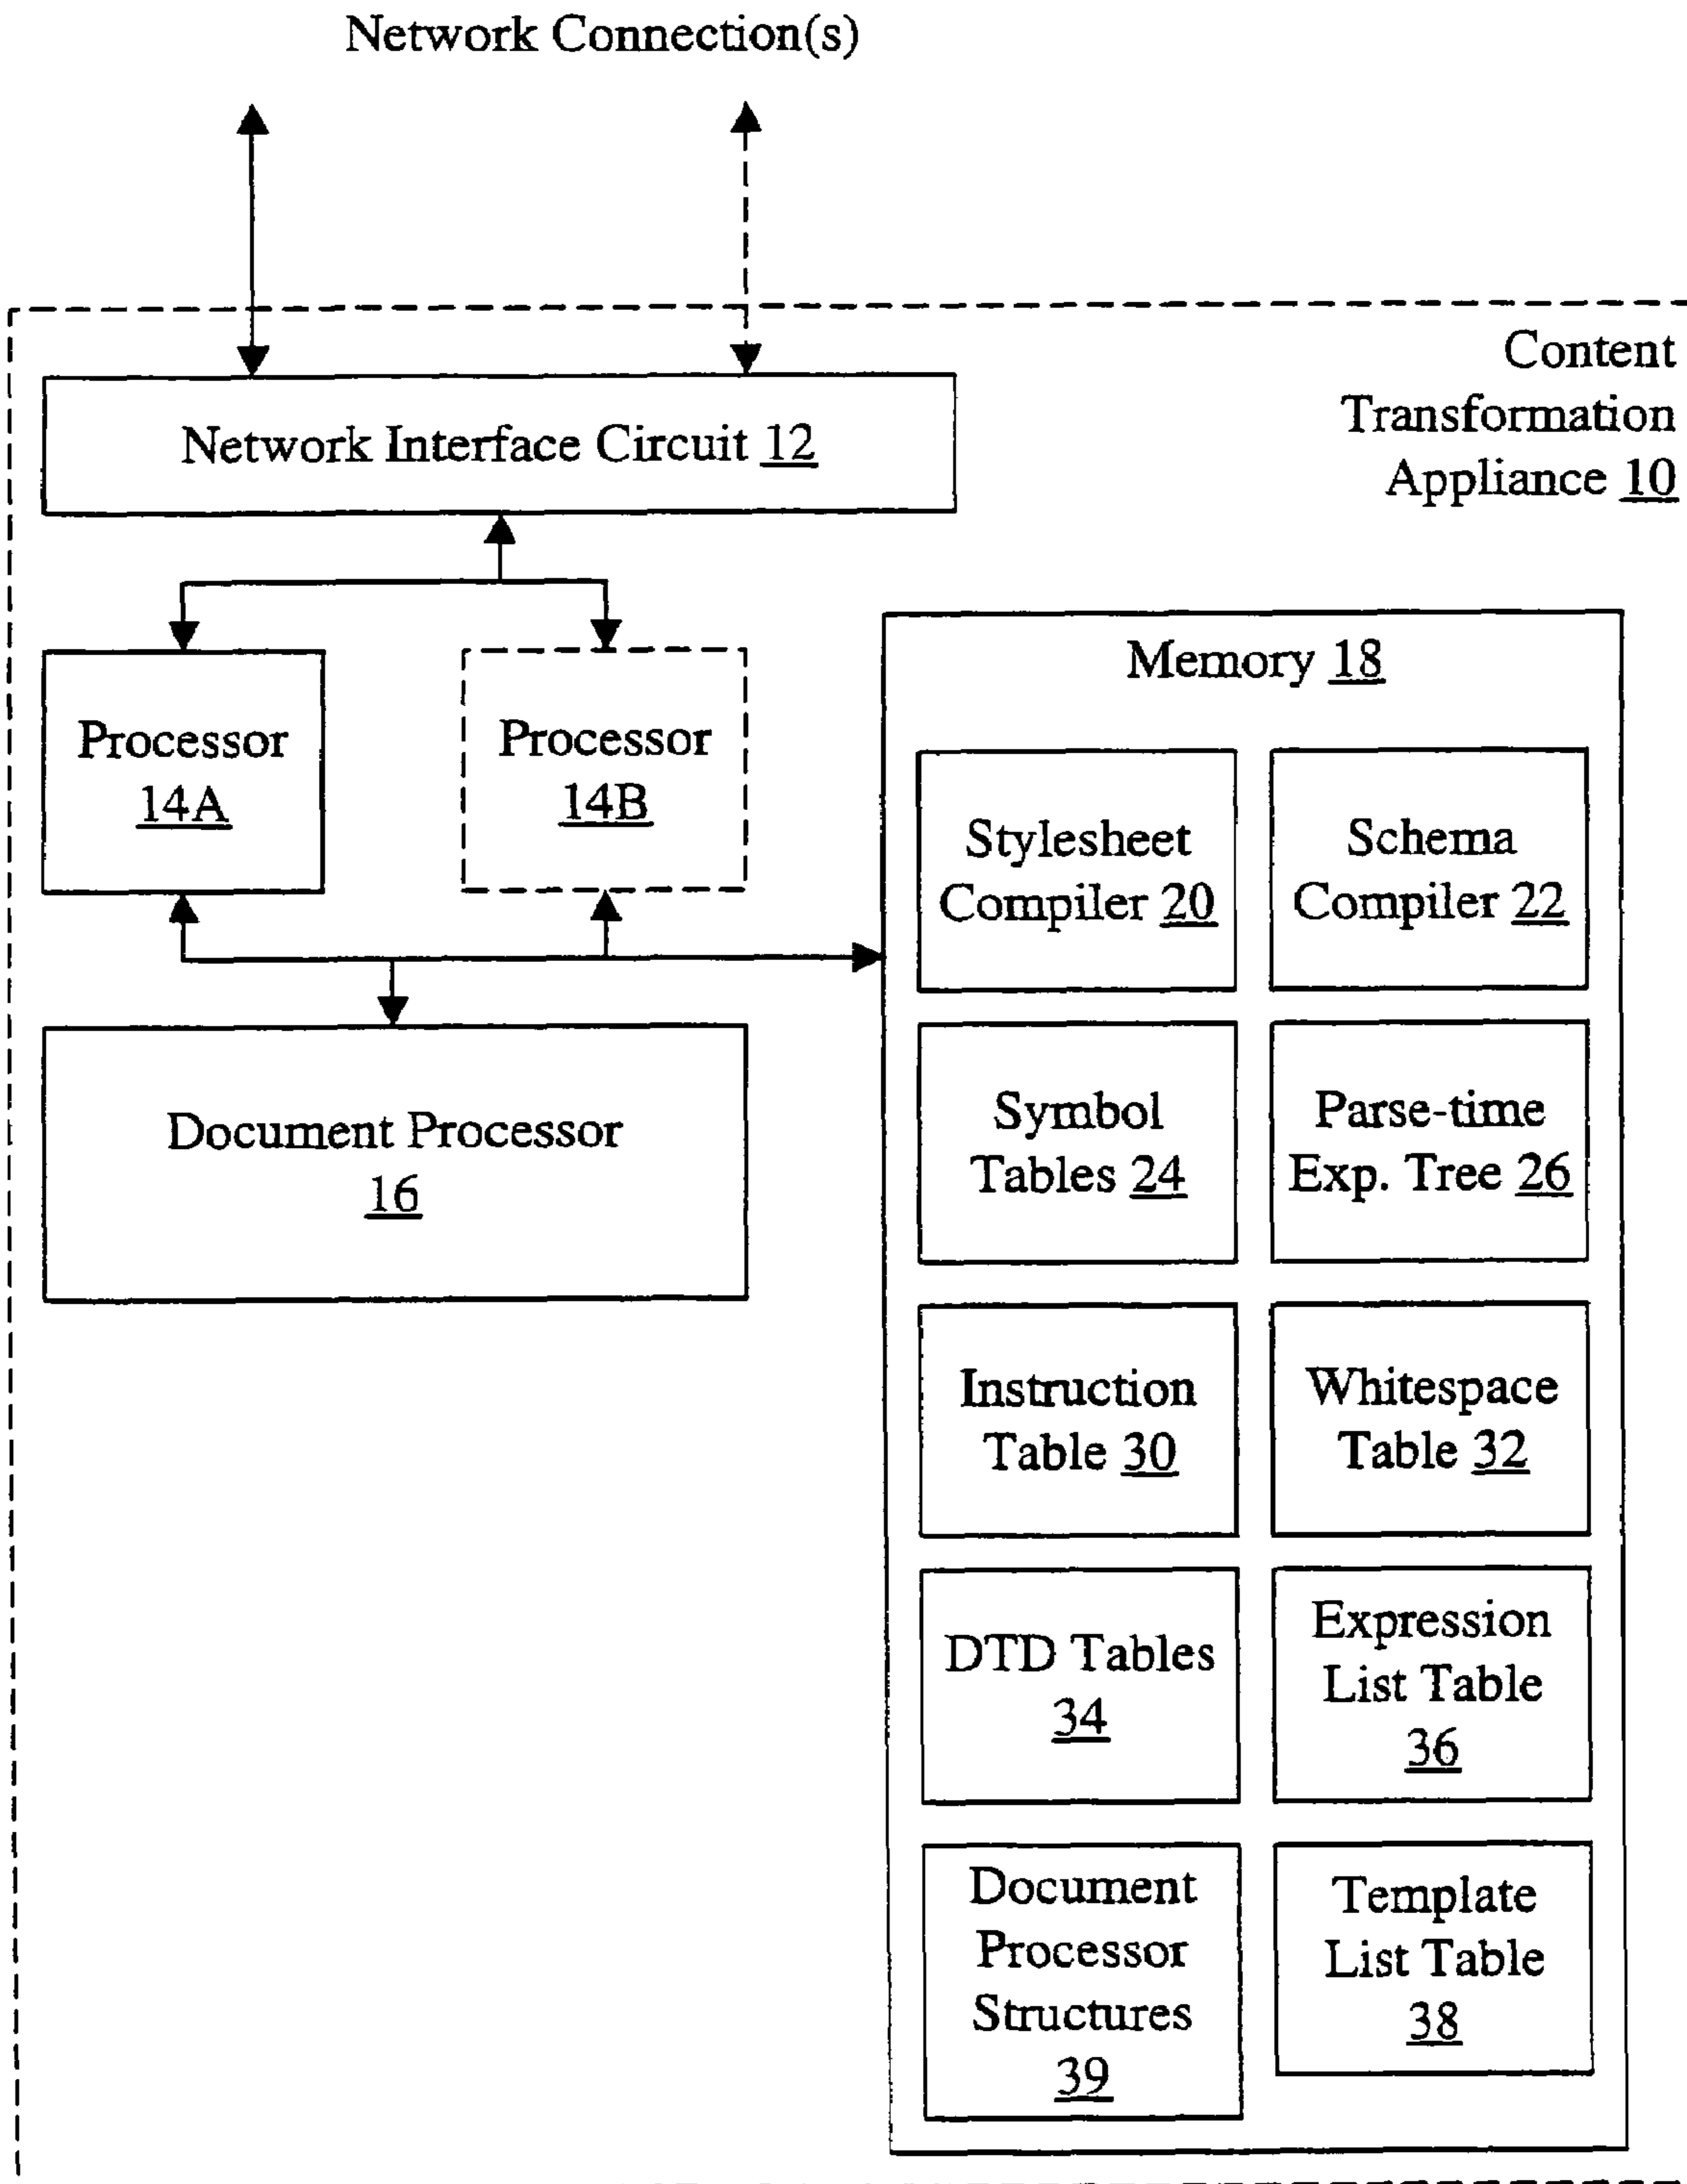 Network Connection(s)
Content
Transformation
Appliance 10
Network Interface Circuit 12
Processor
14A
Processor
14B
Document Processor
16
Memory 18
Stylesheet
Compiler 20
Schema
Compiler 22
Symbol
Tables 24
Parse-time
Exp. Tree 26
Instruction
Table 30
Whitespace
Table 32
DTD Tables
34
Expression
List Table
36
Document
Processor
Structures
39
Template
List Table
38